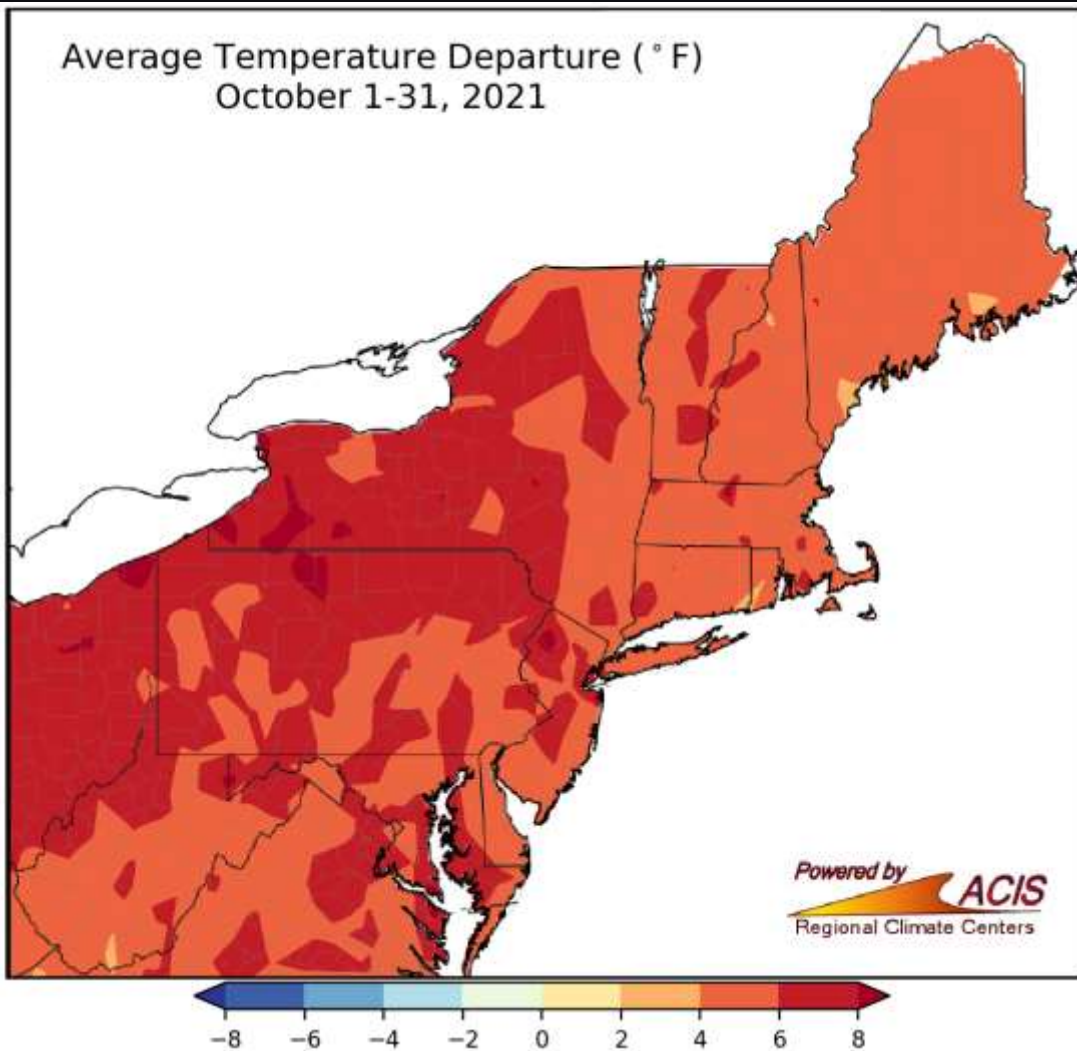 Average Temperature Departure (°F)
October 1-31, 2021
Powered by
ACIS
Regional Climate Centers
−8 −6 −4 −2 0 2 4 6 8